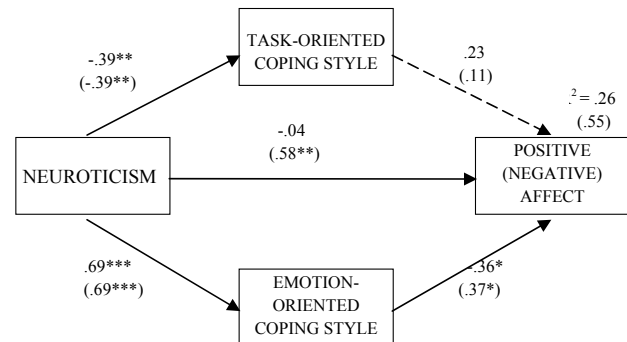 TASK-ORIENTED
COPING STYLE
-.39**
(-.39**)
.23
(.11)
.² = .26
(.55)
-.04
(.58**)
NEUROTICISM
POSITIVE
(NEGATIVE)
AFFECT
.69***
(.69***)
EMOTION-
ORIENTED
COPING STYLE
-.36*
(.37*)